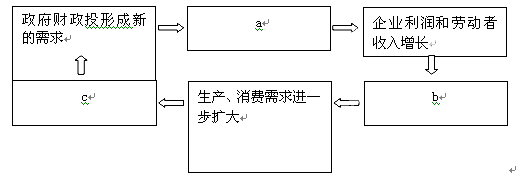 政府财政投形成新
的需求↵
a↵
企业利润和劳动者
收入增长↵
c↵
生产、消费需求进一
步扩大↵
b↵
↵